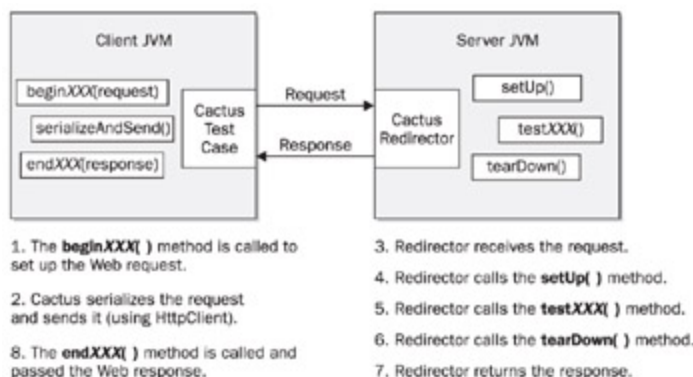 Client JVM
beginXXX(request)
serializeAndSend()
endXXX(response)
Cactus
Test
Case
Request
Response
Server JVM
Cactus
Redirector
setUp()
testXXX()
tearDown()
1. The beginXXX( ) method is called to
set up the Web request.
2. Cactus serializes the request
and sends it (using HttpClient).
8. The endXXX( ) method is called and
passed the Web response.
3. Redirector receives the request.
4. Redirector calls the setUp( ) method.
5. Redirector calls the testXXX( ) method.
6. Redirector calls the tearDown( ) method.
7. Redirector returns the response.